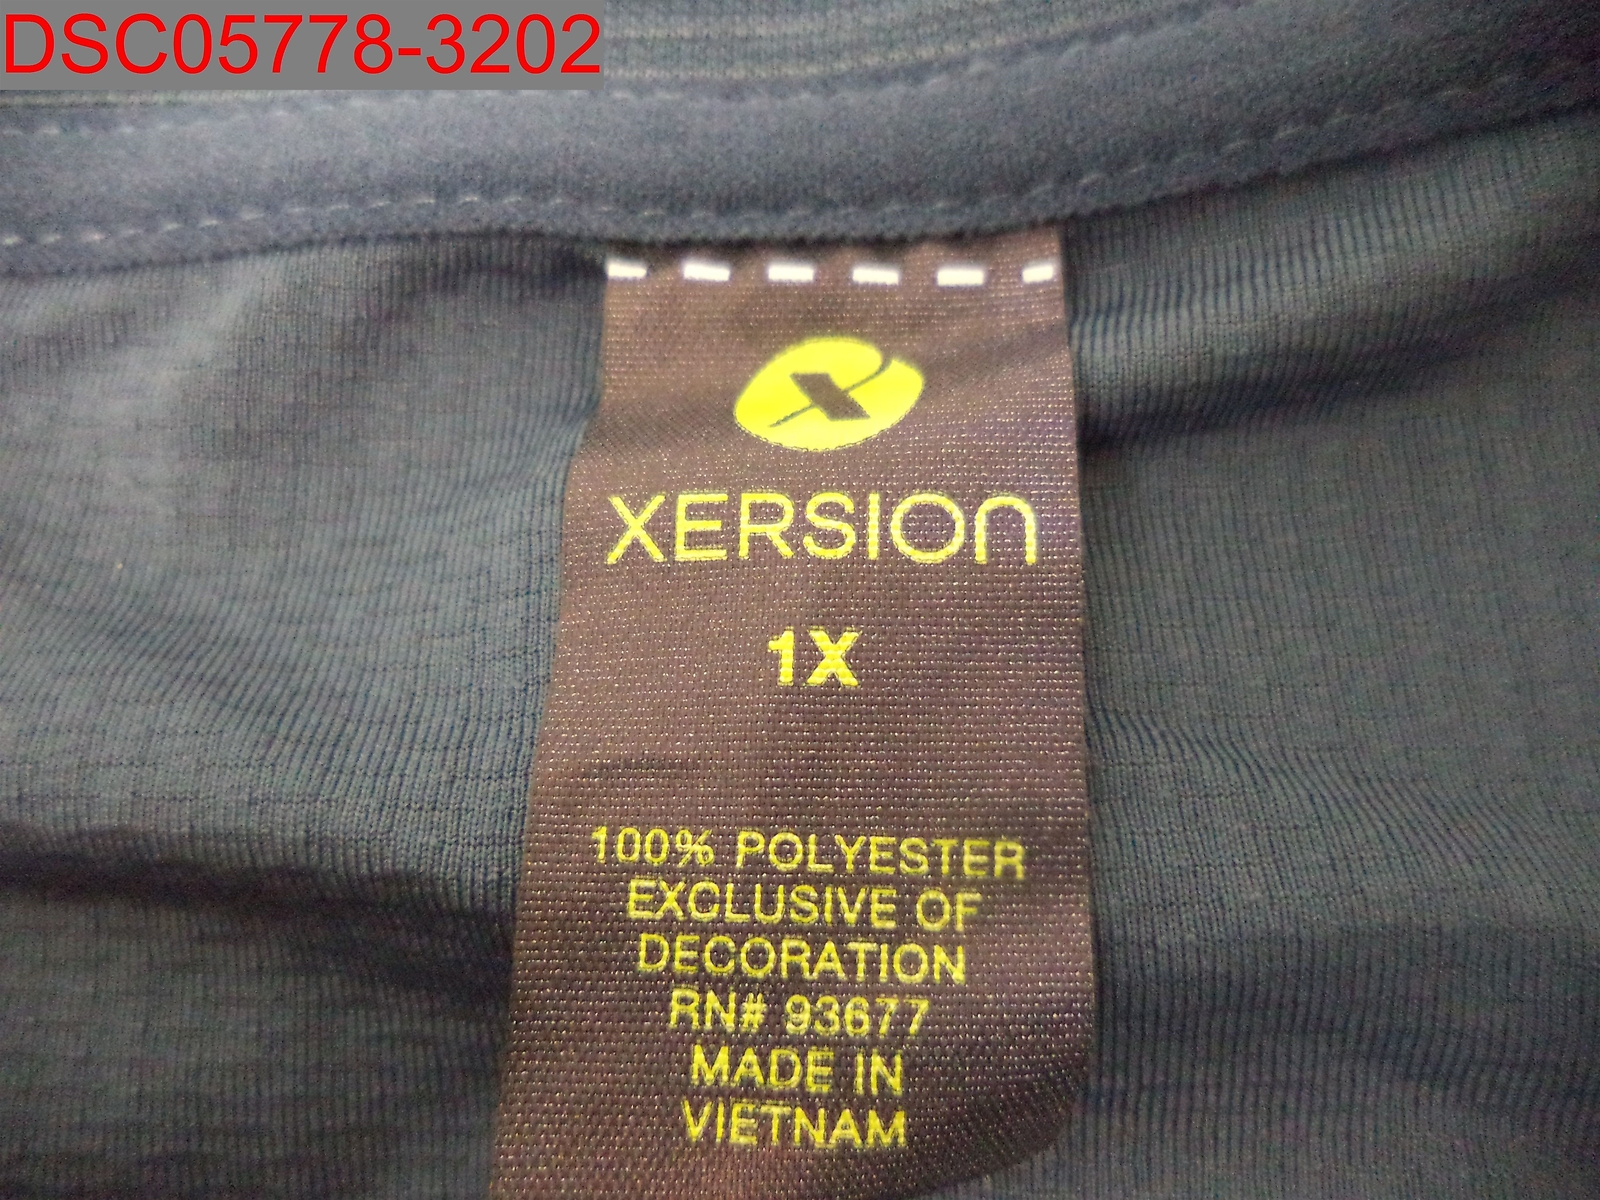 DSC05778-3202
XERSION
1X
100% POLYESTER
EXCLUSIVE OF
DECORATION
RN# 93677
MADE IN
VIETNAM